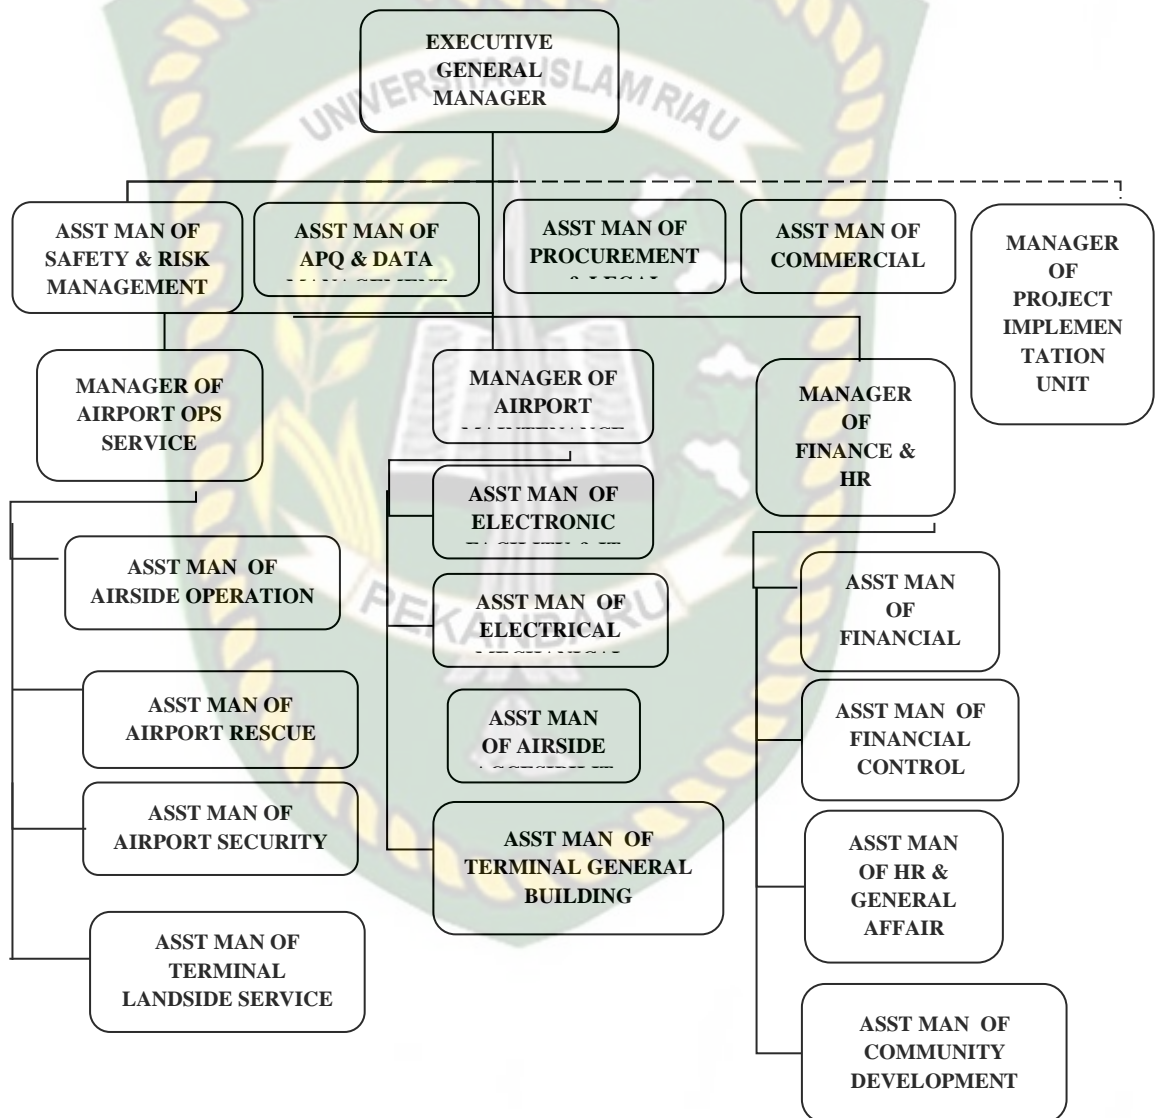 EXECUTIVE
GENERAL
MANAGER
UNIVERSITAS ISLAM RIAU
ASST MAN OF
SAFETY & RISK
MANAGEMENT
ASST MAN OF
APQ & DATA
MANAGEMENT
ASST MAN OF
PROCUREMENT
& LEGAL
ASST MAN OF
COMMERCIAL
MANAGER
OF
PROJECT
IMPLEMEN
TATION
UNIT
MANAGER OF
AIRPORT OPS
SERVICE
MANAGER OF
AIRPORT
MAINTENANCE
MANAGER
OF
FINANCE &
HR
ASST MAN OF
AIRSIDE OPERATION
ASST MAN OF
AIRPORT RESCUE
ASST MAN OF
AIRPORT SECURITY
ASST MAN OF
TERMINAL
LANDSIDE SERVICE
ASST MAN OF
ELECTRONIC
ASST MAN OF
ELECTRICAL
MECHANICAL
PEKANBARU
ASST MAN
OF AIRSIDE
ASST MAN OF
TERMINAL GENERAL
BUILDING
ASST MAN
OF
FINANCIAL
ASST MAN OF
FINANCIAL
CONTROL
ASST MAN
OF HR &
GENERAL
AFFAIR
ASST MAN OF
COMMUNITY
DEVELOPMENT